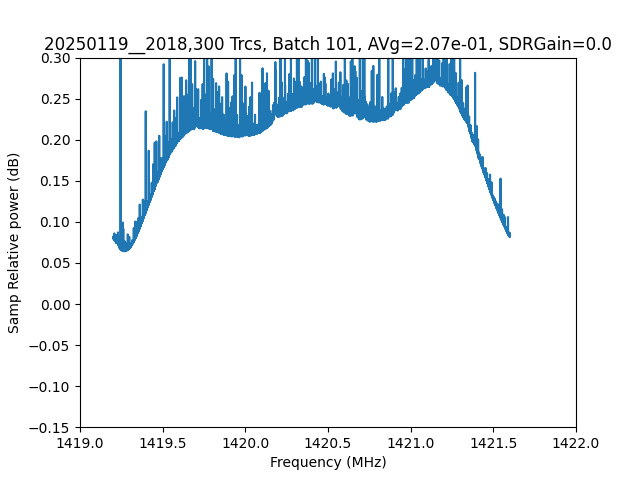 20250119__2018,300 Trcs, Batch 101, AVg=2.07e-01, SDRGain=0.0
0.30
0.25
0.20
0.15
0.10
0.05
0.00
−0.05
−0.10
−0.15
Samp Relative power (dB)
1419.0 1419.5 1420.0 1420.5 1421.0 1421.5 1422.0
Frequency (MHz)